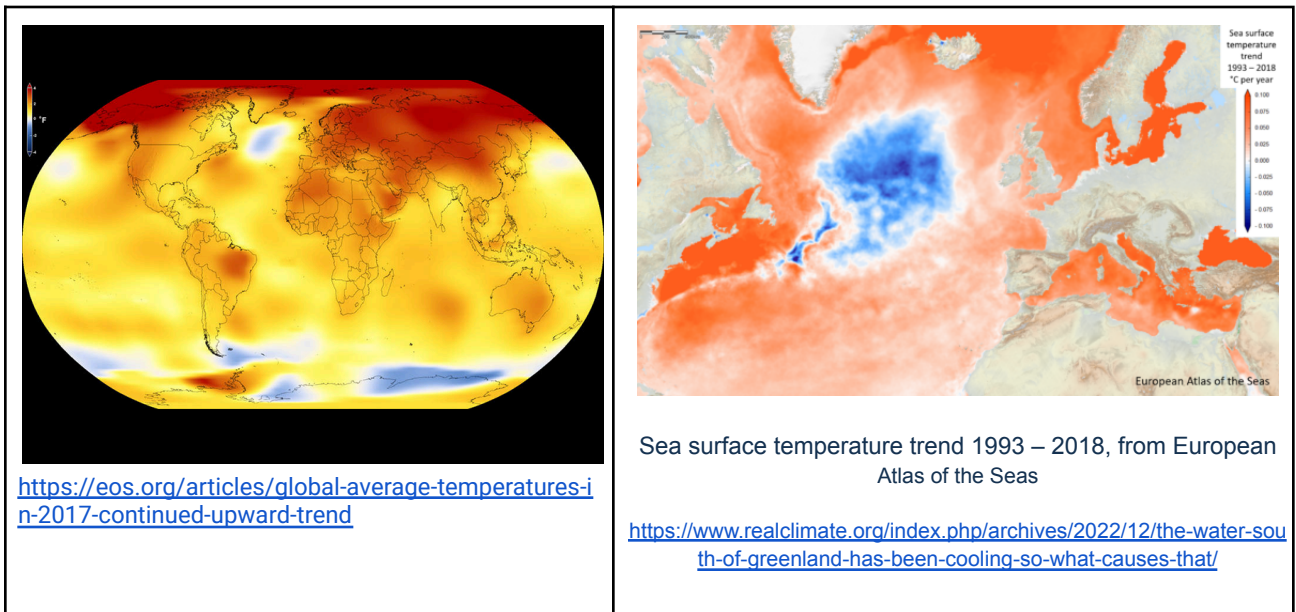 °F
https://eos.org/articles/global-average-temperatures-i
n-2017-continued-upward-trend
Sea surface
temperature
trend
1993 – 2018
°C per year
0.100
0.075
0.050
0.025
0.000
- 0.025
- 0.050
- 0.075
- 0.100
European Atlas of the Seas
Sea surface temperature trend 1993 – 2018, from European
Atlas of the Seas
https://www.realclimate.org/index.php/archives/2022/12/the-water-sou
th-of-greenland-has-been-cooling-so-what-causes-that/